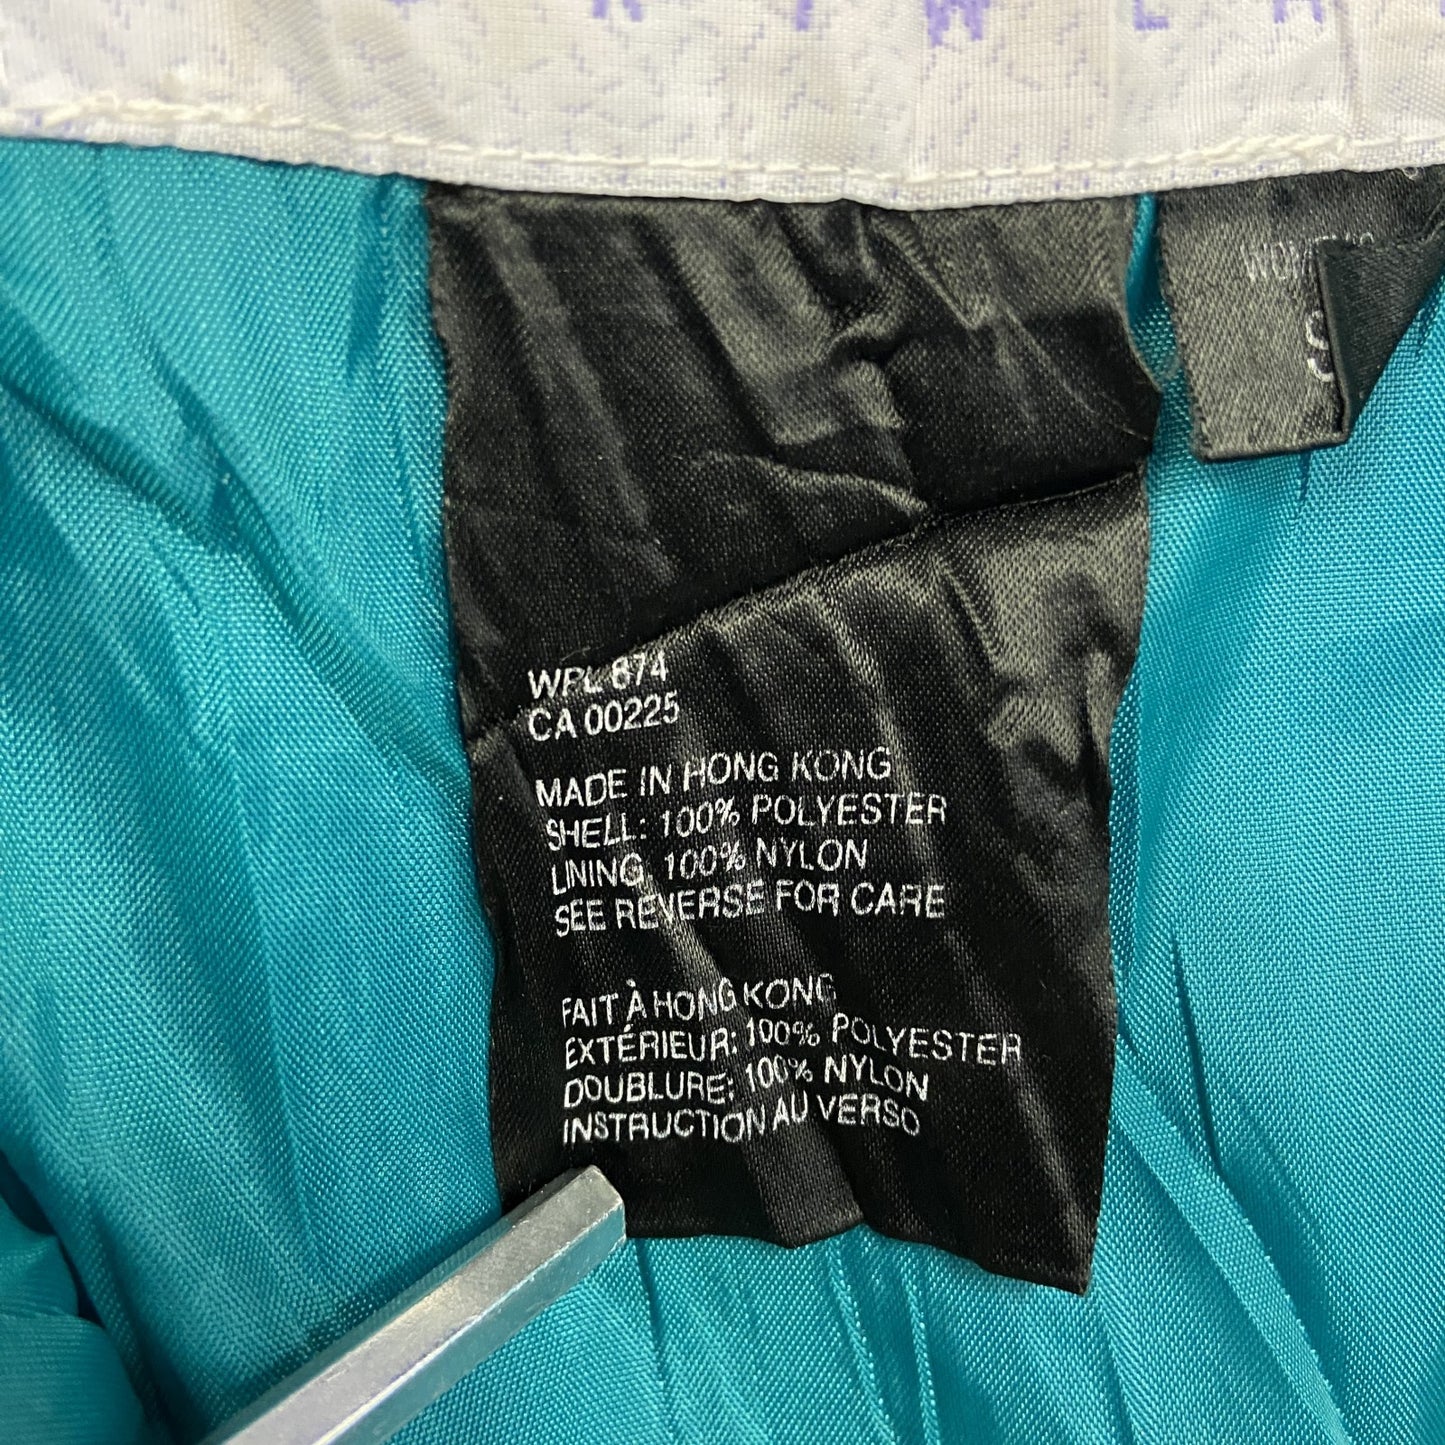 WPL 874
CA 00225
MADE IN HONG KONG
SHELL: 100% POLYESTER
LINING: 100% NYLON
SEE REVERSE FOR CARE
FAIT À HONG KONG
EXTÉRIEUR: 100% POLYESTER
DOUBLURE: 100% NYLON
INSTRUCTION AU VERSO
S